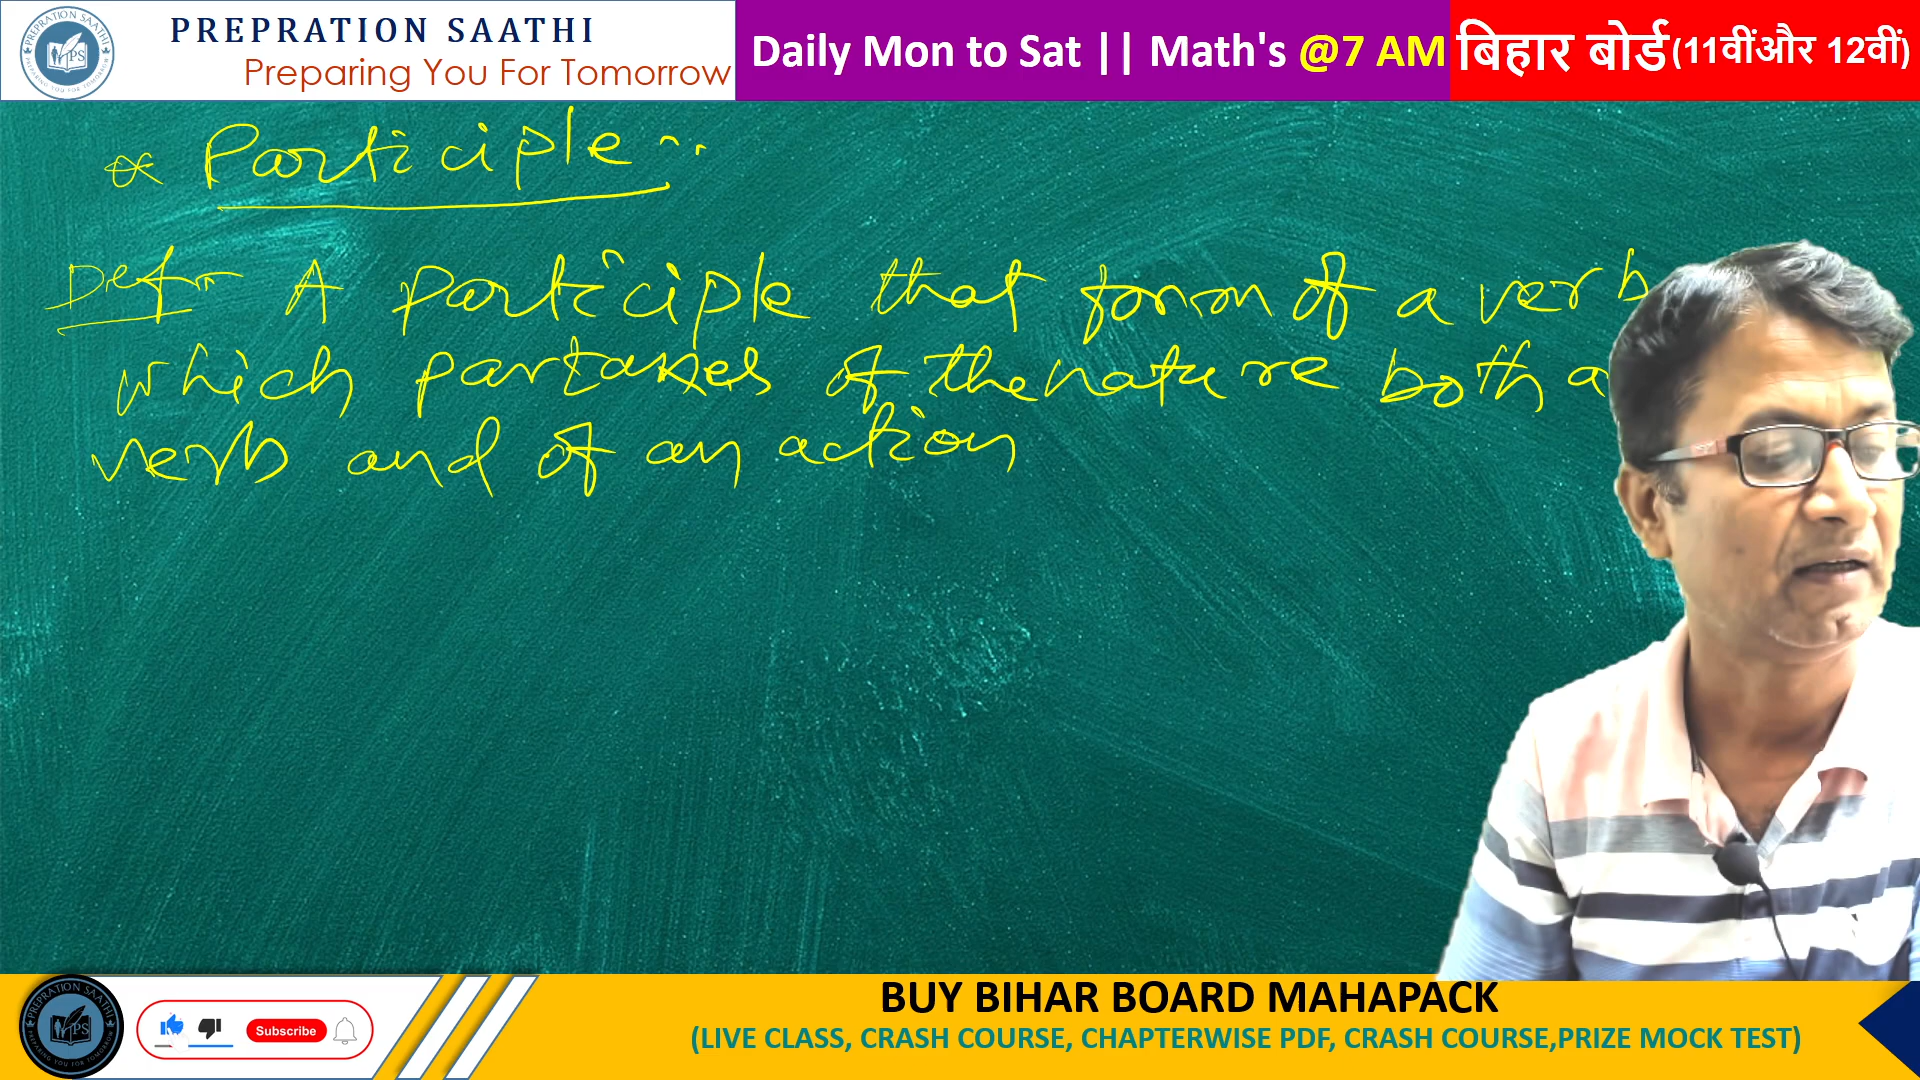 PREPRATION SAATHI
Preparing You For Tomorrow
Daily Mon to Sat || Math's @7 AM
बिहार बोर्ड (11वींऔर 12वीं)
* Participle :-
Def :- A participle that form of a verb
which partakes of the nature both a
verb and of an action
Subscribe
BUY BIHAR BOARD MAHAPACK
(LIVE CLASS, CRASH COURSE, CHAPTERWISE PDF, CRASH COURSE,PRIZE MOCK TEST)